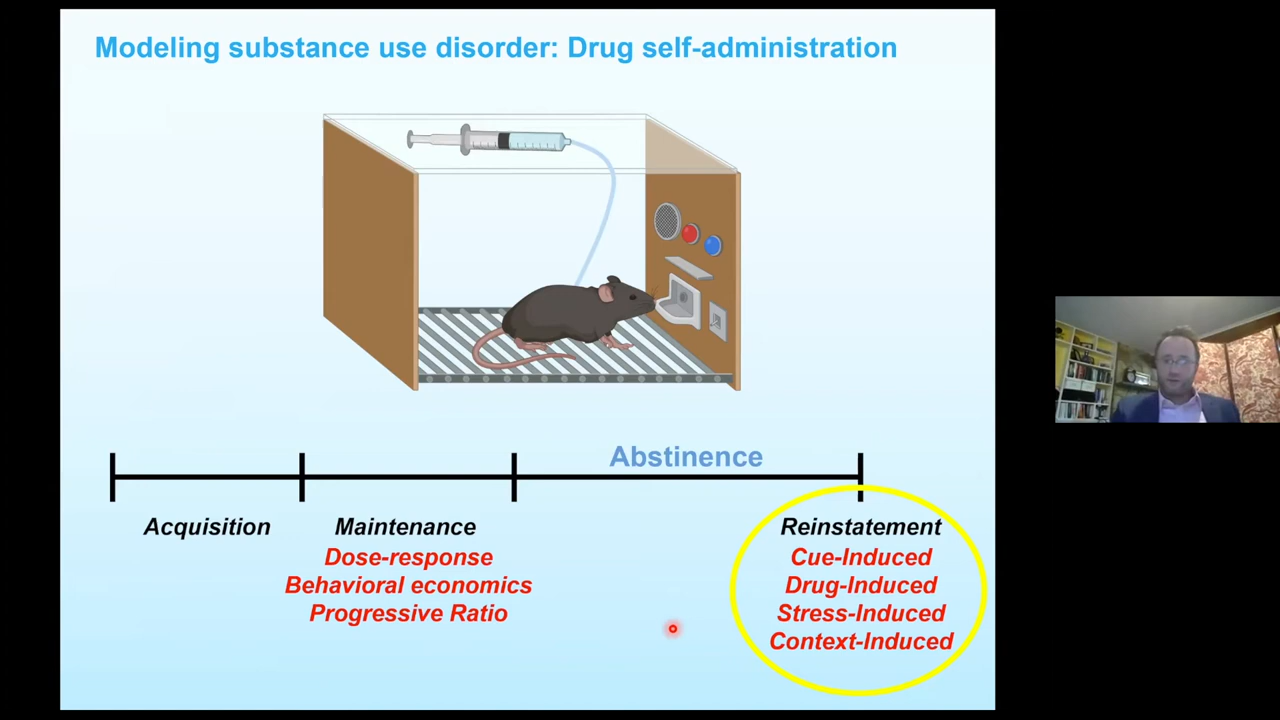 Modeling substance use disorder: Drug self-administration
Abstinence
Acquisition
Maintenance
Dose-response
Behavioral economics
Progressive Ratio
Reinstatement
Cue-Induced
Drug-Induced
Stress-Induced
Context-Induced